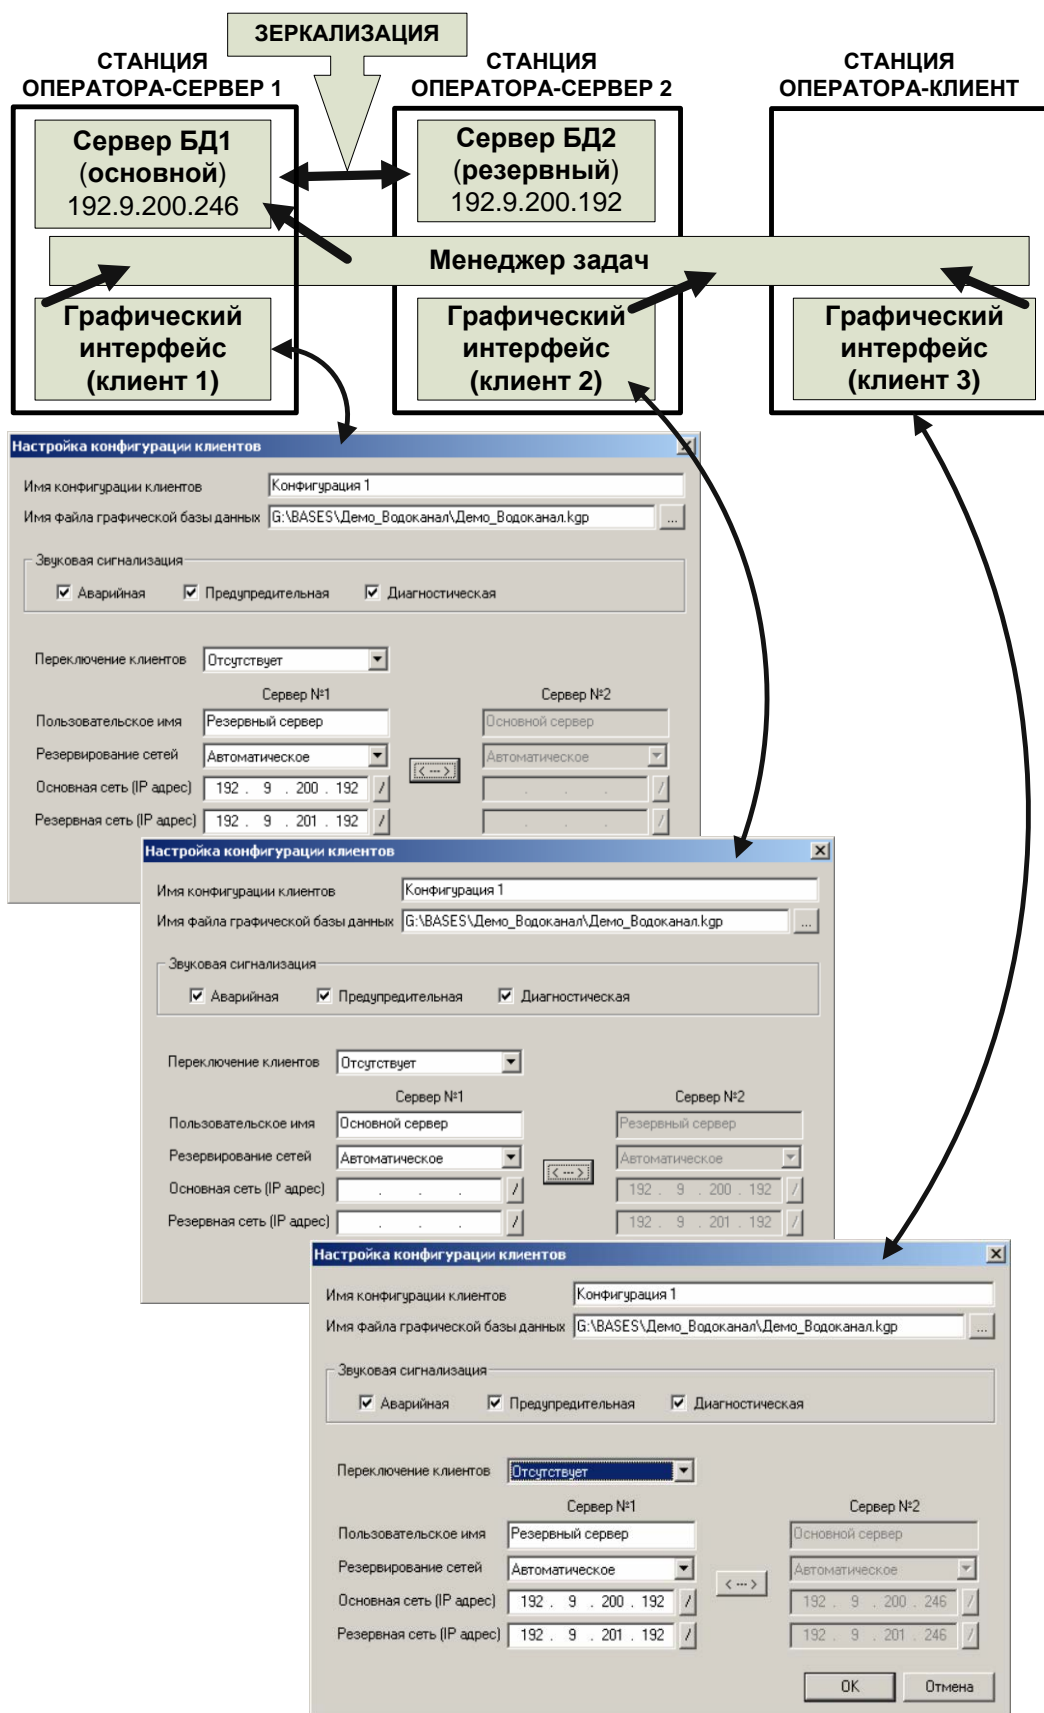 ЗЕРКАЛИЗАЦИЯ
СТАНЦИЯ
ОПЕРАТОРА-СЕРВЕР 1
СТАНЦИЯ
ОПЕРАТОРА-СЕРВЕР 2
СТАНЦИЯ
ОПЕРАТОРА-КЛИЕНТ
Сервер БД1
(основной)
192.9.200.246
Сервер БД2
(резервный)
192.9.200.192
Менеджер задач
Графический
интерфейс
(клиент 1)
Графический
интерфейс
(клиент 2)
Графический
интерфейс
(клиент 3)
Настройка конфигурации клиентов
Имя конфигурации клиентов Конфигурация 1
Имя файла графической базы данных G:\BASES\Демо_Водоканал\Демо_Водоканал.kgp ...
Звуковая сигнализация
Аварийная Предупредительная Диагностическая
Переключение клиентов Отсутствует
Сервер №1 Сервер №2
Пользовательское имя Резервный сервер Основной сервер
Резервирование сетей Автоматическое < --- > Автоматическое
Основная сеть (IP адрес) 192 . 9 . 200 . 192 / . . . /
Резервная сеть (IP адрес) 192 . 9 . 201 . 192 / . . . /
Настройка конфигурации клиентов
Имя конфигурации клиентов Конфигурация 1
Имя файла графической базы данных G:\BASES\Демо_Водоканал\Демо_Водоканал.kgp ...
Звуковая сигнализация
Аварийная Предупредительная Диагностическая
Переключение клиентов Отсутствует
Сервер №1 Сервер №2
Пользовательское имя Основной сервер Резервный сервер
Резервирование сетей Автоматическое < --- > Автоматическое
Основная сеть (IP адрес) . . . / 192 . 9 . 200 . 192 /
Резервная сеть (IP адрес) . . . / 192 . 9 . 201 . 192 /
Настройка конфигурации клиентов
Имя конфигурации клиентов Конфигурация 1
Имя файла графической базы данных G:\BASES\Демо_Водоканал\Демо_Водоканал.kgp ...
Звуковая сигнализация
Аварийная Предупредительная Диагностическая
Переключение клиентов Отсутствует
Сервер №1 Сервер №2
Пользовательское имя Резервный сервер Основной сервер
Резервирование сетей Автоматическое < --- > Автоматическое
Основная сеть (IP адрес) 192 . 9 . 200 . 192 / 192 . 9 . 200 . 246 /
Резервная сеть (IP адрес) 192 . 9 . 201 . 192 / 192 . 9 . 201 . 246 /
OK Отмена